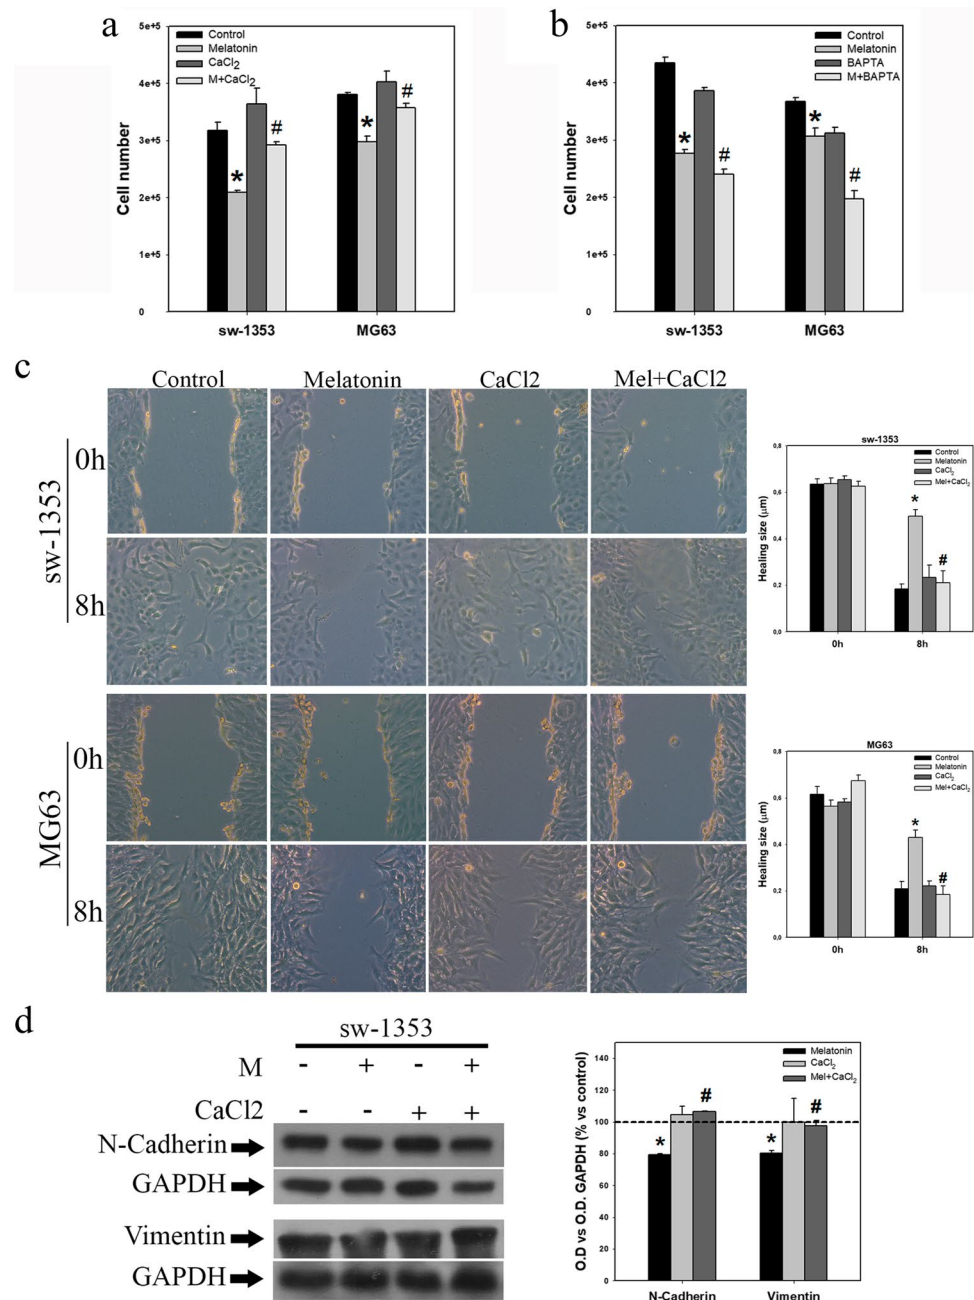 a
5e+5
4e+5
3e+5
2e+5
1e+5
0
Cell number
Control
Melatonin
CaCl2
M+CaCl2
*
#
*
#
sw-1353
MG63
b
5e+5
4e+5
3e+5
2e+5
1e+5
0
Cell number
Control
Melatonin
BAPTA
M+BAPTA
*
#
*
#
sw-1353
MG63
c
Control
Melatonin
CaCl2
Mel+CaCl2
sw-1353
0h
8h
MG63
0h
8h
sw-1353
0,8
0,6
0,4
0,2
0,0
Healing size (μm)
Control
Melatonin
CaCl2
Mel+CaCl2
*
#
0h
8h
MG63
0,8
0,6
0,4
0,2
0,0
Healing size (μm)
Control
Melatonin
CaCl2
Mel+CaCl2
*
#
0h
8h
d
sw-1353
M - + - +
CaCl2 - - + +
N-Cadherin
GAPDH
Vimentin
GAPDH
O.D vs O.D. GAPDH (% vs control)
140
120
100
80
60
40
20
0
Melatonin
CaCl2
Mel+CaCl2
*
#
*
#
N-Cadherin
Vimentin